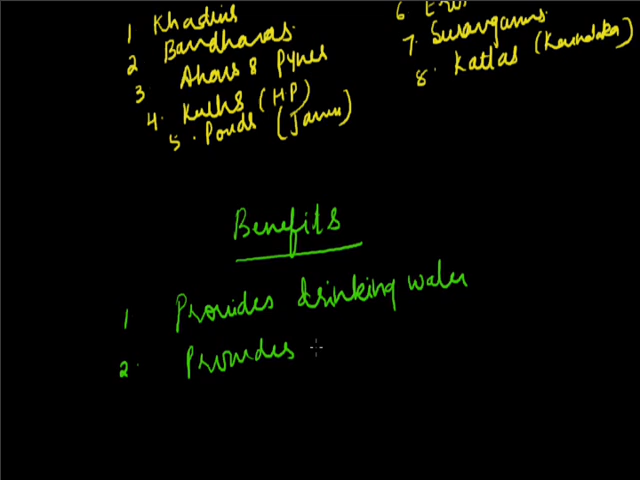 1 Khadins
2 Bandharas.
3 Ahars & Pynes
4. Kulhs (HP)
5. Ponds (Jammu)
6
7. Surangams.
8. Kattas (Karnataka)
Benefits
1 Provides drinking water
2. Provides